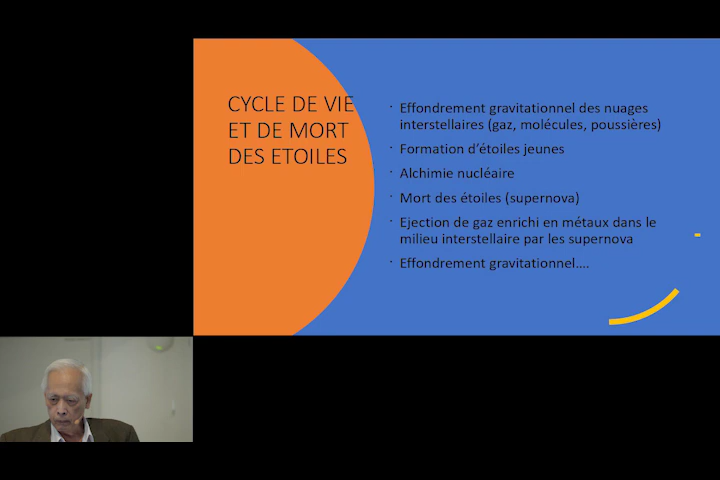 CYCLE DE VIE
ET DE MORT
DES ETOILES
· Effondrement gravitationnel des nuages
interstellaires (gaz, molécules, poussières)
· Formation d’étoiles jeunes
· Alchimie nucléaire
· Mort des étoiles (supernova)
· Ejection de gaz enrichi en métaux dans le
milieu interstellaire par les supernova
· Effondrement gravitationnel....